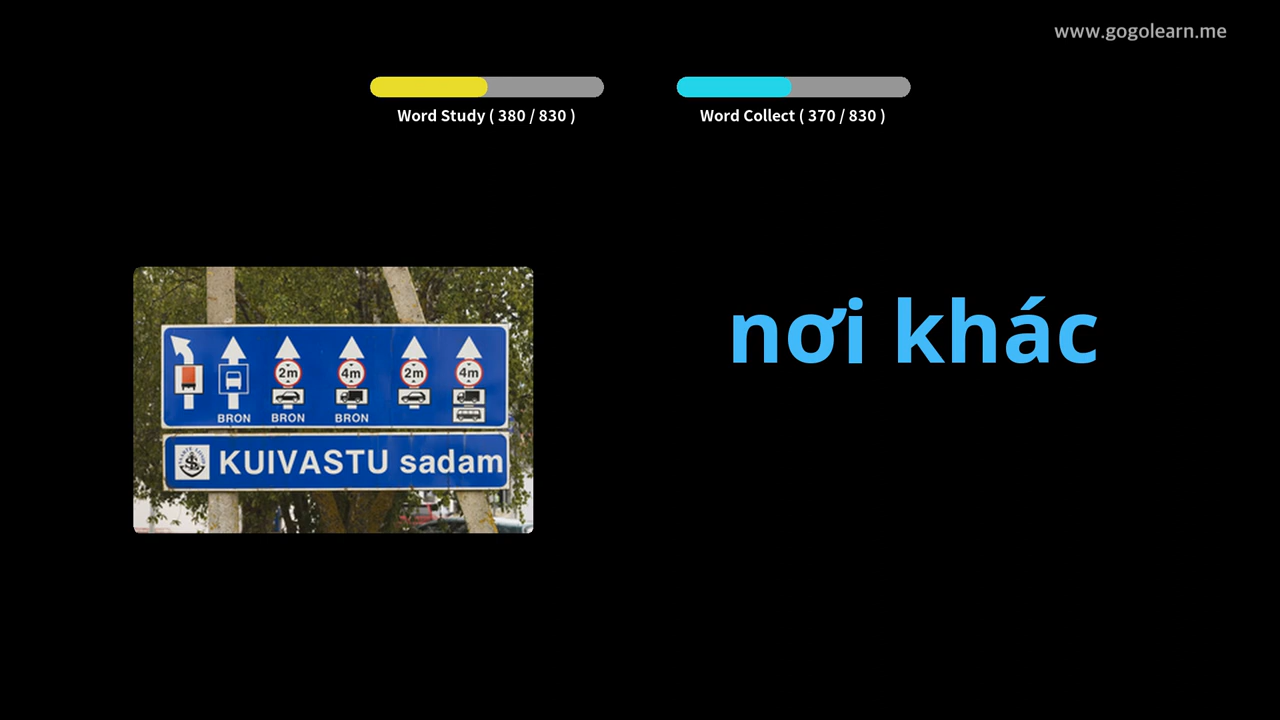 www.gogolearn.me
Word Study ( 380 / 830 )
Word Collect ( 370 / 830 )
nơi khác
2m 4m 2m 4m
BRON BRON BRON
KUIVASTU sadam